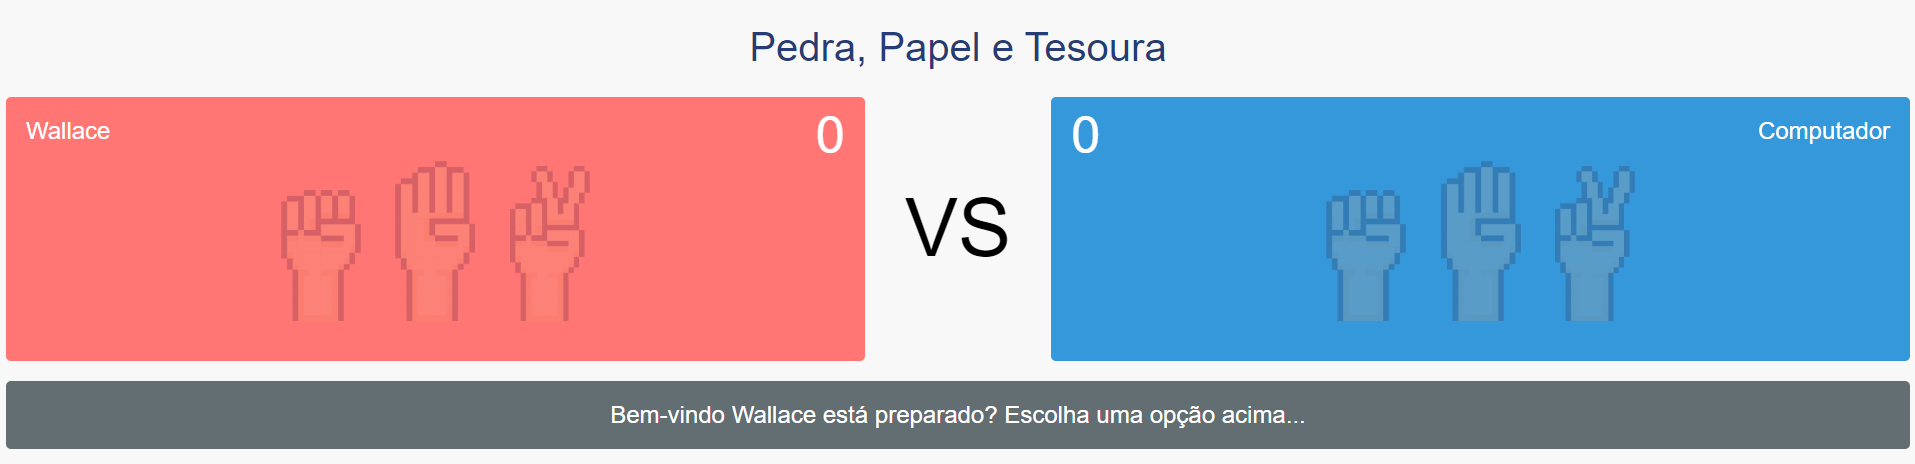 Pedra, Papel e Tesoura
Wallace
0
VS
0
Computador
Bem-vindo Wallace está preparado? Escolha uma opção acima...